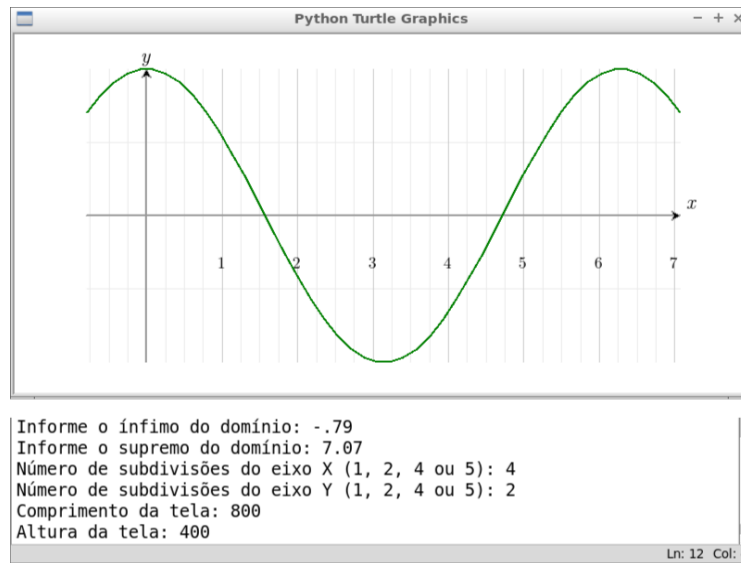 Python Turtle Graphics
y
x
1 2 3 4 5 6 7
Informe o ínfimo do domínio: -.79
Informe o supremo do domínio: 7.07
Número de subdivisões do eixo X (1, 2, 4 ou 5): 4
Número de subdivisões do eixo Y (1, 2, 4 ou 5): 2
Comprimento da tela: 800
Altura da tela: 400
Ln: 12 Col: